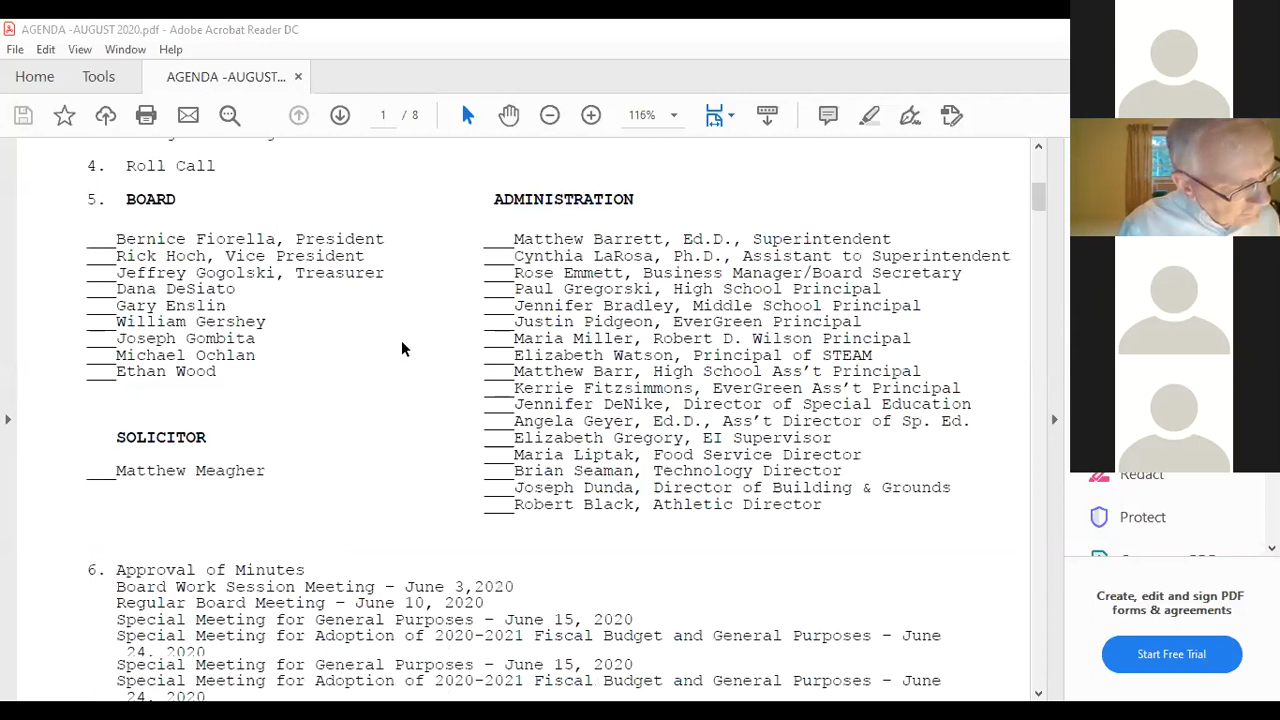 AGENDA -AUGUST 2020.pdf - Adobe Acrobat Reader DC
File Edit View Window Help
Home Tools AGENDA -AUGUST... ×
1 / 8 116%
4. Roll Call
5. BOARD ADMINISTRATION
___Bernice Fiorella, President ___Matthew Barrett, Ed.D., Superintendent
___Rick Hoch, Vice President ___Cynthia LaRosa, Ph.D., Assistant to Superintendent
___Jeffrey Gogolski, Treasurer ___Rose Emmett, Business Manager/Board Secretary
___Dana DeSiato ___Paul Gregorski, High School Principal
___Gary Enslin ___Jennifer Bradley, Middle School Principal
___William Gershey ___Justin Pidgeon, EverGreen Principal
___Joseph Gombita ___Maria Miller, Robert D. Wilson Principal
___Michael Ochlan ___Elizabeth Watson, Principal of STEAM
___Ethan Wood ___Matthew Barr, High School Ass't Principal
___Kerrie Fitzsimmons, EverGreen Ass't Principal
___Jennifer DeNike, Director of Special Education
___Angela Geyer, Ed.D., Ass't Director of Sp. Ed.
SOLICITOR ___Elizabeth Gregory, EI Supervisor
___Maria Liptak, Food Service Director
___Matthew Meagher ___Brian Seaman, Technology Director
___Joseph Dunda, Director of Building & Grounds
___Robert Black, Athletic Director
6. Approval of Minutes
Board Work Session Meeting – June 3,2020
Regular Board Meeting – June 10, 2020
Special Meeting for General Purposes – June 15, 2020
Special Meeting for Adoption of 2020-2021 Fiscal Budget and General Purposes – June
24, 2020
Special Meeting for General Purposes – June 15, 2020
Special Meeting for Adoption of 2020-2021 Fiscal Budget and General Purposes – June
24, 2020
Redact
Protect
Create, edit and sign PDF
forms & agreements
Start Free Trial